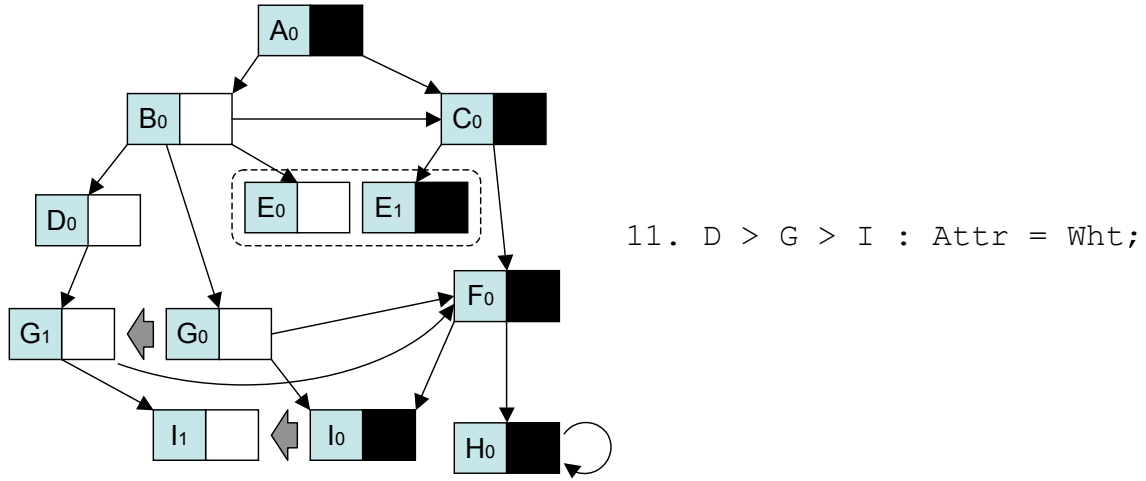 A0
B0
C0
D0
E0
E1
11. D > G > I : Attr = Wht;
F0
G1
G0
I1
I0
H0